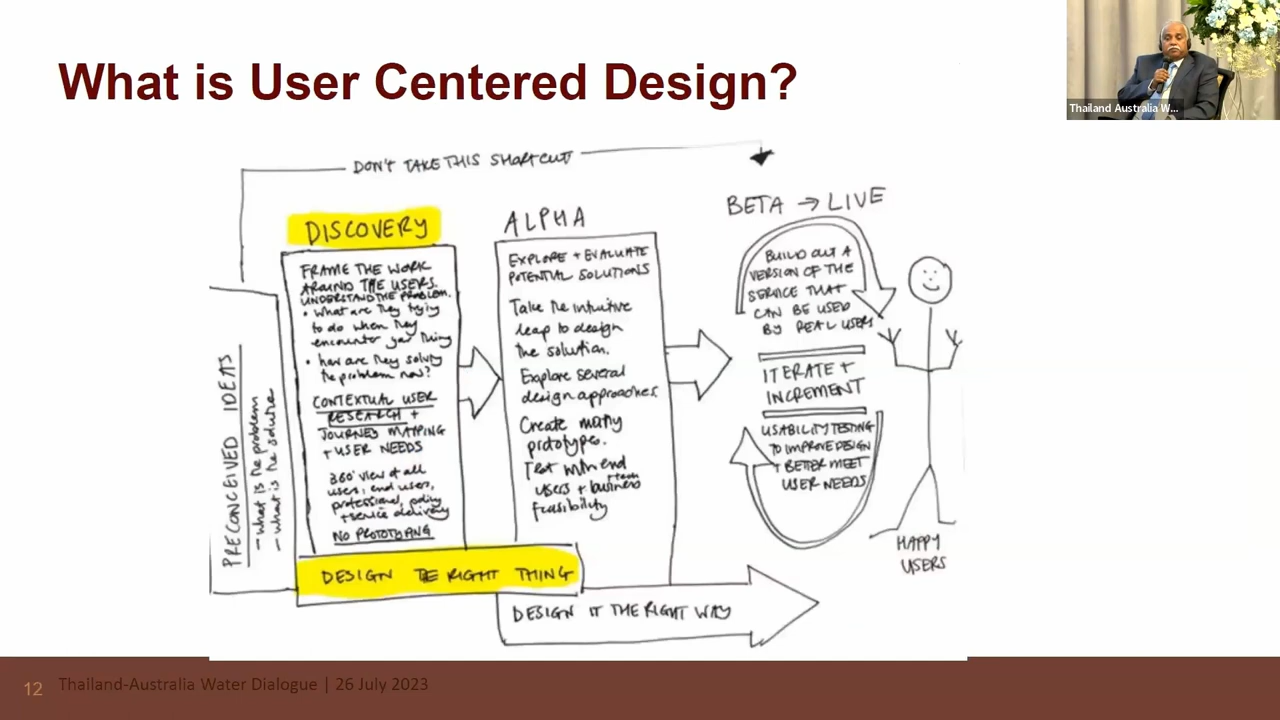 What is User Centered Design?
Thailand Australia W...
DON'T TAKE THIS SHORTCUT
PRECONCEIVED IDEAS
- what is the problem
- what is the solution
DISCOVERY
FRAME THE WORK
AROUND THE USERS.
UNDERSTAND THE PROBLEM.
• what are they trying
to do when they
encounter your thing
• how are they solving
the problem now?
CONTEXTUAL USER
RESEARCH +
JOURNEY MAPPING
+ USER NEEDS
360° view of all
users, end users,
professional, policy
+ service delivery
NO PROTOTYPING
ALPHA
EXPLORE + EVALUATE
POTENTIAL SOLUTIONS
Take the intuitive
leap to design
the solution.
Explore several
design approaches.
Create many
prototypes.
Test with end
users + business + tech
feasibility
BETA → LIVE
BUILD OUT A
VERSION OF THE
SERVICE THAT
CAN BE USED
BY REAL USERS
ITERATE +
INCREMENT
USABILITY TESTING
TO IMPROVE DESIGN
+ BETTER MEET
USER NEEDS
HAPPY
USERS
DESIGN THE RIGHT THING
DESIGN IT THE RIGHT WAY
12 Thailand-Australia Water Dialogue | 26 July 2023